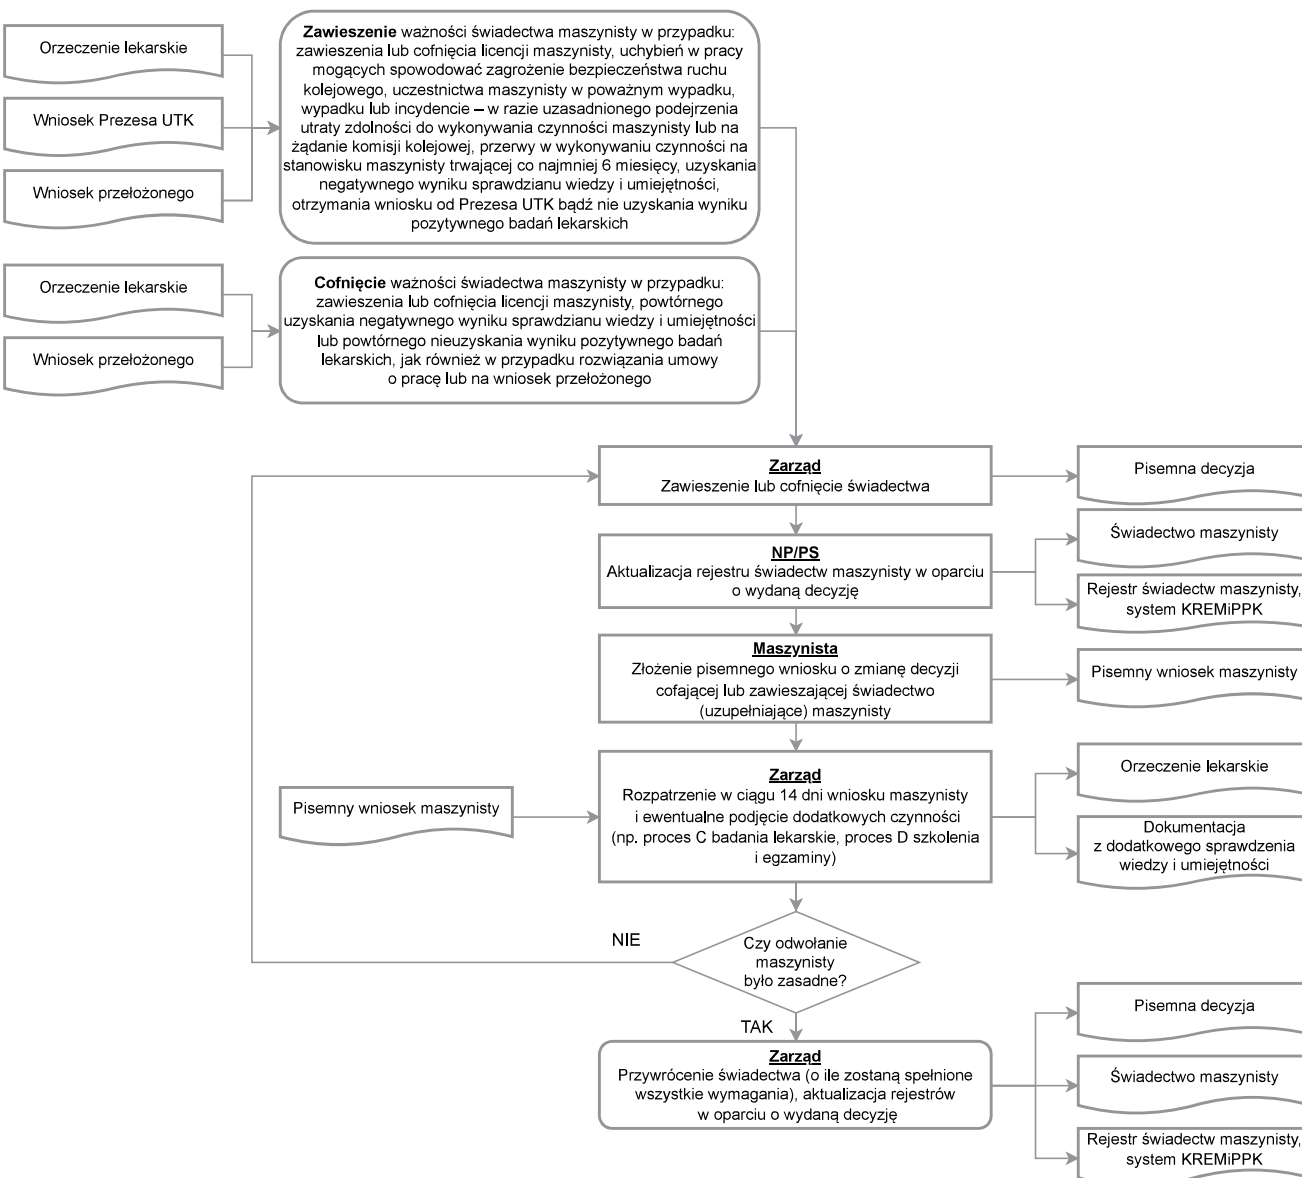 Orzeczenie lekarskie
Wniosek Prezesa UTK
Wniosek przełożonego
Zawieszenie ważności świadectwa maszynisty w przypadku:
zawieszenia lub cofnięcia licencji maszynisty, uchybień w pracy
mogących spowodować zagrożenie bezpieczeństwa ruchu
kolejowego, uczestnictwa maszynisty w poważnym wypadku,
wypadku lub incydencie – w razie uzasadnionego podejrzenia
utraty zdolności do wykonywania czynności maszynisty lub na
żądanie komisji kolejowej, przerwy w wykonywaniu czynności na
stanowisku maszynisty trwającej co najmniej 6 miesięcy, uzyskania
negatywnego wyniku sprawdzianu wiedzy i umiejętności,
otrzymania wniosku od Prezesa UTK bądź nie uzyskania wyniku
pozytywnego badań lekarskich
Orzeczenie lekarskie
Wniosek przełożonego
Cofnięcie ważności świadectwa maszynisty w przypadku:
zawieszenia lub cofnięcia licencji maszynisty, powtórnego
uzyskania negatywnego wyniku sprawdzianu wiedzy i umiejętności
lub powtórnego nieuzyskania wyniku pozytywnego badań
lekarskich, jak również w przypadku rozwiązania umowy
o pracę lub na wniosek przełożonego
Zarząd
Zawieszenie lub cofnięcie świadectwa
Pisemna decyzja
NP/PS
Aktualizacja rejestru świadectw maszynisty w oparciu
o wydaną decyzję
Świadectwo maszynisty
Rejestr świadectw maszynisty,
system KREMiPPK
Maszynista
Złożenie pisemnego wniosku o zmianę decyzji
cofającej lub zawieszającej świadectwo
(uzupełniające) maszynisty
Pisemny wniosek maszynisty
Pisemny wniosek maszynisty
Zarząd
Rozpatrzenie w ciągu 14 dni wniosku maszynisty
i ewentualne podjęcie dodatkowych czynności
(np. proces C badania lekarskie, proces D szkolenia
i egzaminy)
Orzeczenie lekarskie
Dokumentacja
z dodatkowego sprawdzenia
wiedzy i umiejętności
NIE
Czy odwołanie
maszynisty
było zasadne?
TAK
Zarząd
Przywrócenie świadectwa (o ile zostaną spełnione
wszystkie wymagania), aktualizacja rejestrów
w oparciu o wydaną decyzję
Pisemna decyzja
Świadectwo maszynisty
Rejestr świadectw maszynisty,
system KREMiPPK